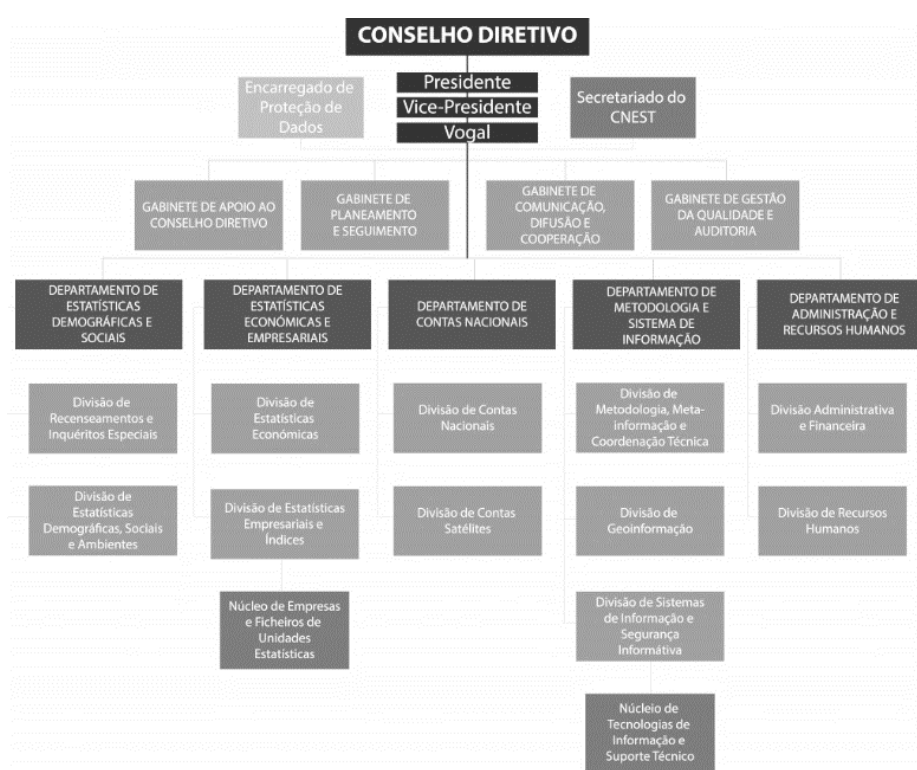 CONSELHO DIRETIVO
Presidente
Vice-Presidente
Vogal
Encarregado de
Proteção de
Dados
Secretariado do
CNEST
GABINETE DE APOIO AO
CONSELHO DIRETIVO
GABINETE DE
PLANEAMENTO
E SEGUIMENTO
GABINETE DE
COMUNICAÇÃO,
DIFUSÃO E
COOPERAÇÃO
GABINETE DE GESTÃO
DA QUALIDADE E
AUDITORIA
DEPARTAMENTO DE
ESTATÍSTICAS
DEMOGRÁFICAS E
SOCIAIS
DEPARTAMENTO DE
ESTATÍSTICAS
ECONÓMICAS E
EMPRESARIAIS
DEPARTAMENTO DE
CONTAS NACIONAIS
DEPARTAMENTO DE
METODOLOGIA E
SISTEMA DE
INFORMAÇÃO
DEPARTAMENTO DE
ADMINISTRAÇÃO E
RECURSOS HUMANOS
Divisão de
Recenseamentos e
Inquéritos Especiais
Divisão de
Estatísticas
Económicas
Divisão de Contas
Nacionais
Divisão de
Metodologia, Meta-
informação e
Coordenação Técnica
Divisão Administrativa
e Financeira
Divisão de
Estatísticas
Demográficas, Sociais
e Ambientes
Divisão de Estatísticas
Empresariais e
Índices
Divisão de Contas
Satélites
Divisão de
Geoinformação
Divisão de Recursos
Humanos
Núcleo de Empresas
e Ficheiros de
Unidades
Estatísticas
Divisão de Sistemas
de Informação e
Segurança
Informátiva
Núcleio de
Tecnologias de
Informação e
Suporte Técnico